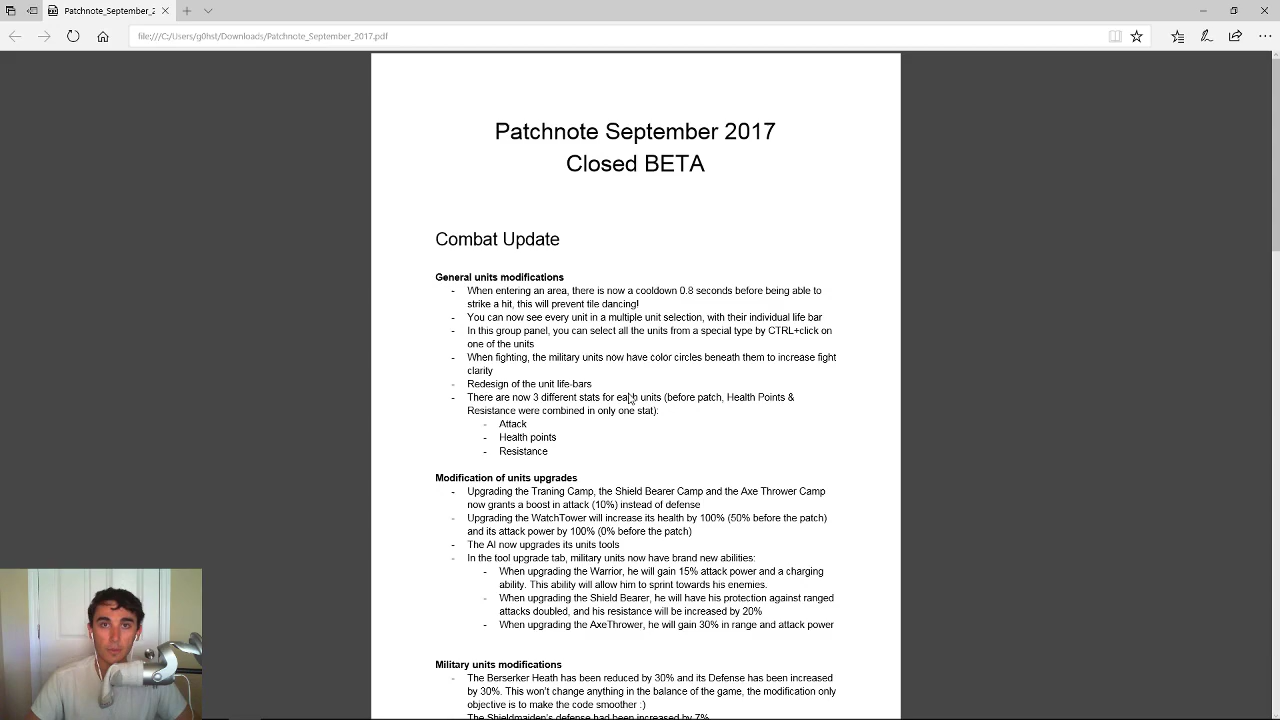 Patchnote_September_2
file:///C:/Users/g0hst/Downloads/Patchnote_September_2017.pdf
Patchnote September 2017
Closed BETA
Combat Update
General units modifications
- When entering an area, there is now a cooldown 0.8 seconds before being able to
strike a hit, this will prevent tile dancing!
- You can now see every unit in a multiple unit selection, with their individual life bar
- In this group panel, you can select all the units from a special type by CTRL+click on
one of the units
- When fighting, the military units now have color circles beneath them to increase fight
clarity
- Redesign of the unit life-bars
- There are now 3 different stats for each units (before patch, Health Points &
Resistance were combined in only one stat):
- Attack
- Health points
- Resistance
Modification of units upgrades
- Upgrading the Traning Camp, the Shield Bearer Camp and the Axe Thrower Camp
now grants a boost in attack (10%) instead of defense
- Upgrading the WatchTower will increase its health by 100% (50% before the patch)
and its attack power by 100% (0% before the patch)
- The AI now upgrades its units tools
- In the tool upgrade tab, military units now have brand new abilities:
- When upgrading the Warrior, he will gain 15% attack power and a charging
ability. This ability will allow him to sprint towards his enemies.
- When upgrading the Shield Bearer, he will have his protection against ranged
attacks doubled, and his resistance will be increased by 20%
- When upgrading the AxeThrower, he will gain 30% in range and attack power
Military units modifications
- The Berserker Heath has been reduced by 30% and its Defense has been increased
by 30%. This won't change anything in the balance of the game, the modification only
objective is to make the code smoother :)
The Shieldmaiden's defense had been increased by 7%